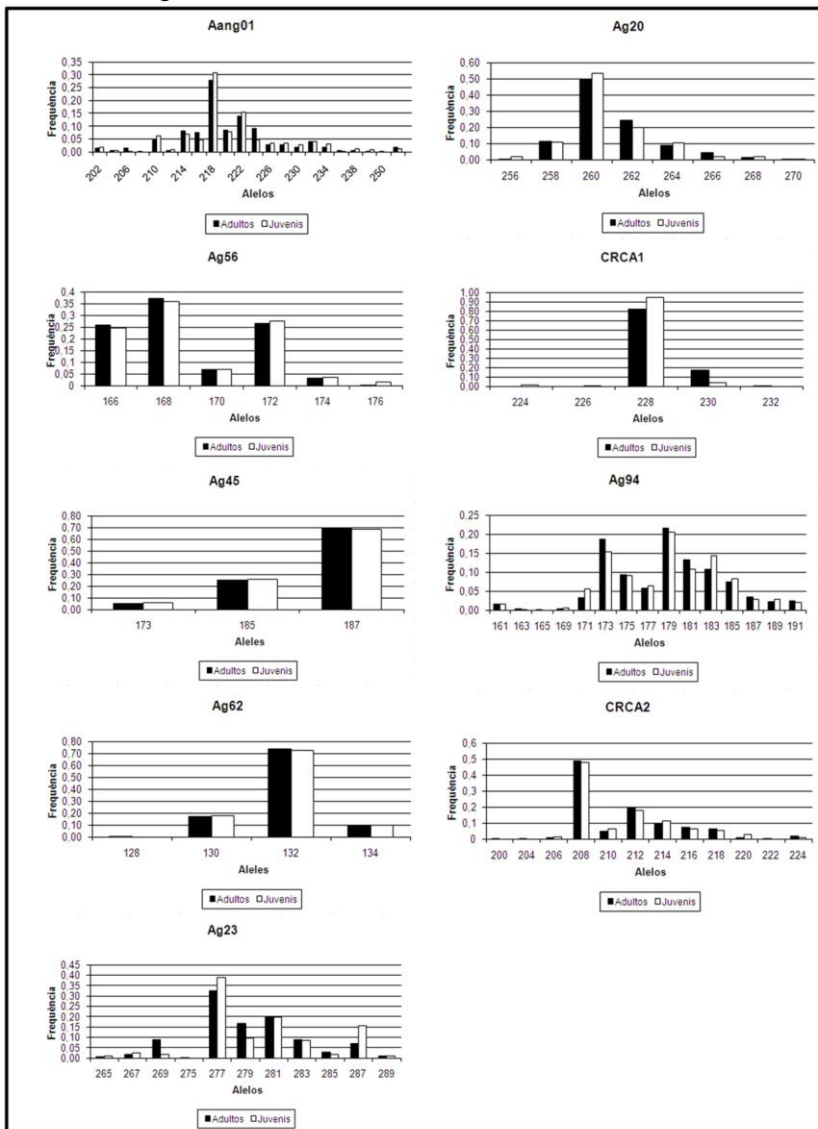 Aang01
Frequência
0,35
0,30
0,25
0,20
0,15
0,10
0,05
0,00
202 206 210 214 218 222 226 230 234 238 250
Alelos
Adultos Juvenis
Ag20
Frequência
0,60
0,50
0,40
0,30
0,20
0,10
0,00
256 258 260 262 264 266 268 270
Alelos
Adultos Juvenis
Ag56
Frequência
0,4
0,35
0,3
0,25
0,2
0,15
0,1
0,05
0
166 168 170 172 174 176
Alelos
Adultos Juvenis
CRCA1
Frequência
1,00
0,90
0,80
0,70
0,60
0,50
0,40
0,30
0,20
0,10
0,00
224 226 228 230 232
Alelos
Adultos Juvenis
Ag45
Frequência
0,80
0,70
0,60
0,50
0,40
0,30
0,20
0,10
0,00
173 185 187
Aleles
Adultos Juvenis
Ag94
Frequência
0,25
0,20
0,15
0,10
0,05
0,00
161 163 165 169 171 173 175 177 179 181 183 185 187 189 191
Alelos
Adultos Juvenis
Ag62
Frequência
0,80
0,70
0,60
0,50
0,40
0,30
0,20
0,10
0,00
128 130 132 134
Aleles
Adultos Juvenis
CRCA2
Frequência
0,6
0,5
0,4
0,3
0,2
0,1
0
200 204 206 208 210 212 214 216 218 220 222 224
Alelos
Adultos Juvenis
Ag23
Frequência
0,45
0,40
0,35
0,30
0,25
0,20
0,15
0,10
0,05
0,00
265 267 269 275 277 279 281 283 285 287 289
Alelos
Adultos Juvenis